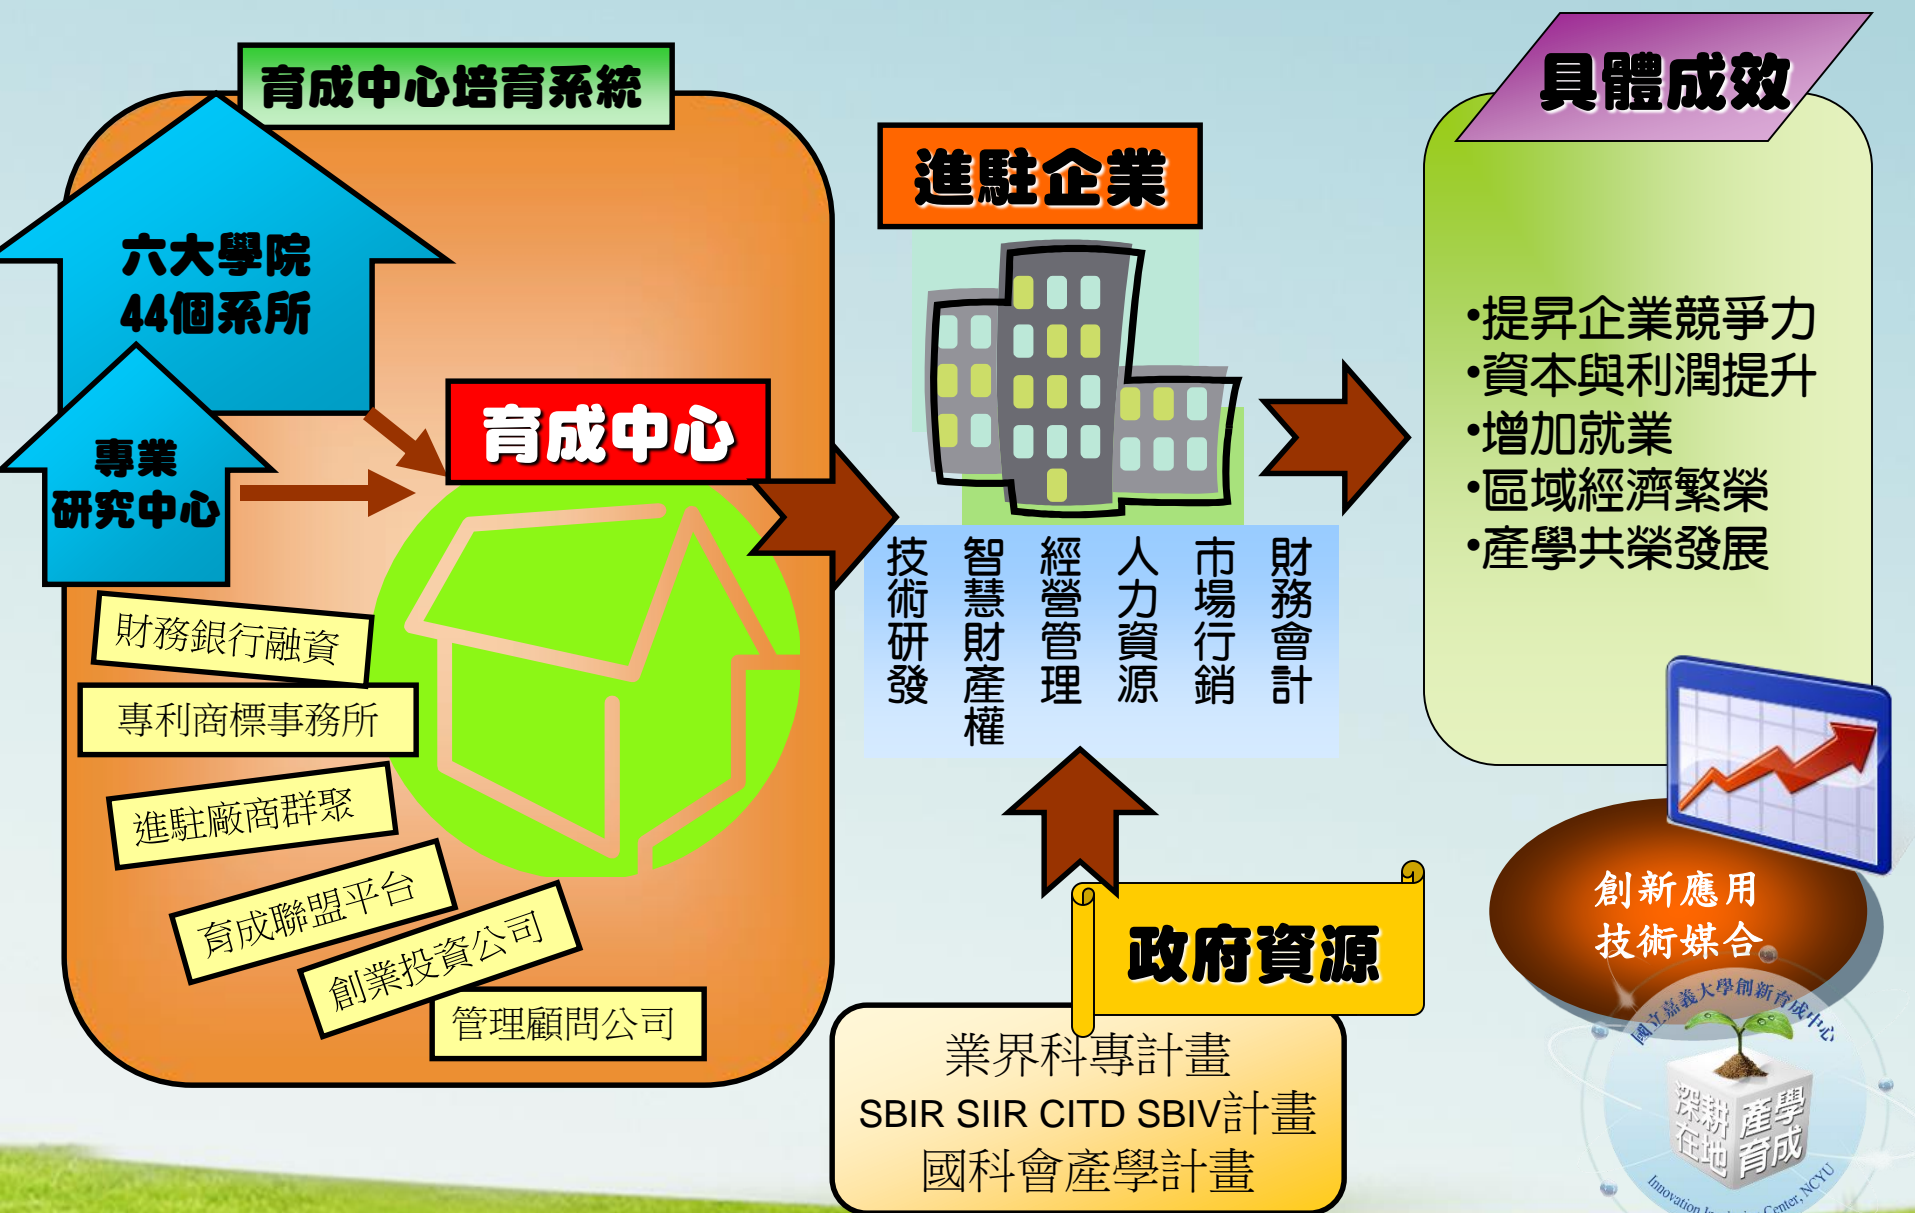 育成中心培育系統
六大學院
44個系所
專業
研究中心
育成中心
財務銀行融資
專利商標事務所
進駐廠商群聚
育成聯盟平台
創業投資公司
管理顧問公司
進駐企業
技術研發
智慧財產權
經營管理
人力資源
市場行銷
財務會計
政府資源
業界科專計畫
SBIR SIIR CITD SBIV計畫
國科會產學計畫
具體成效
•提昇企業競爭力
•資本與利潤提升
•增加就業
•區域經濟繁榮
•產學共榮發展
創新應用
技術媒合
國立嘉義大學創新育成中心
深耕
在地
產學
育成
Innovation Incubation Center, NCYU